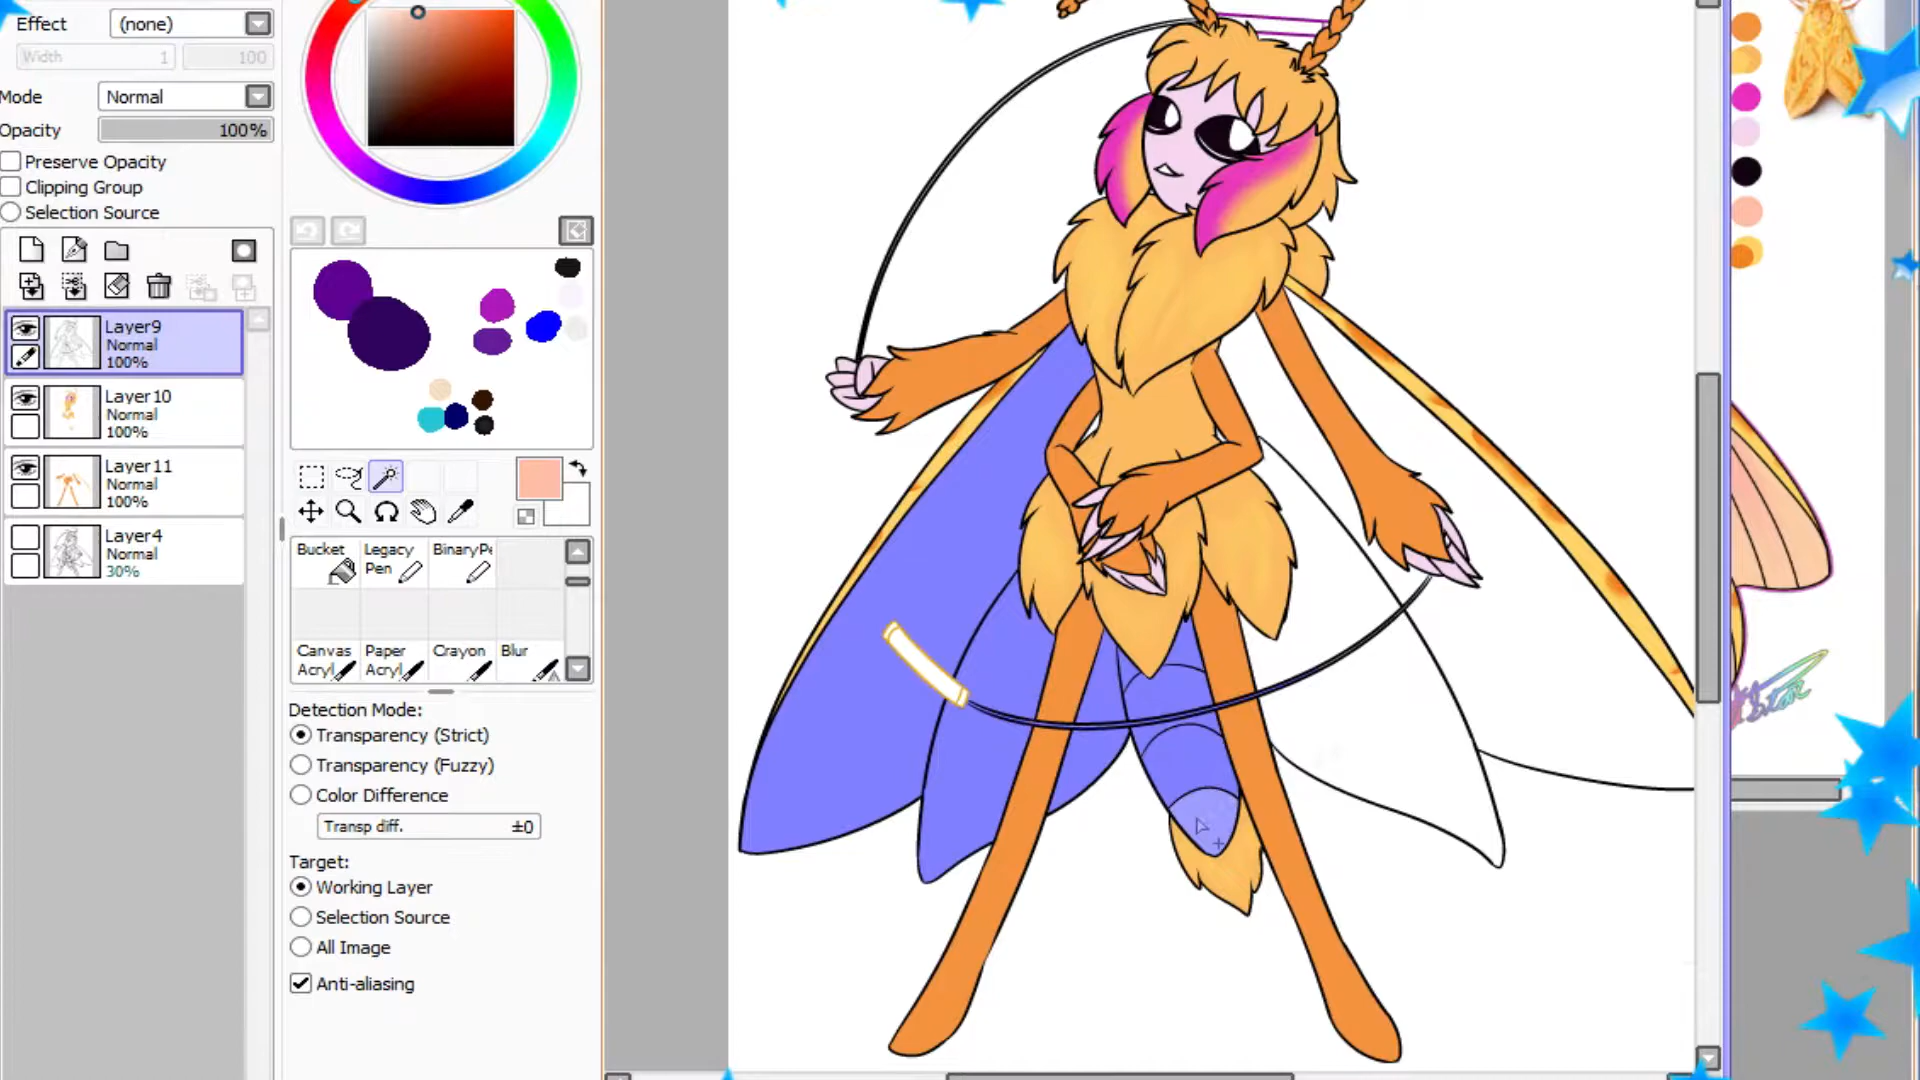 Effect (none)
Width 1 100
Mode Normal
Opacity 100%
Preserve Opacity
Clipping Group
Selection Source
Layer9
Normal
100%
Layer10
Normal
100%
Layer11
Normal
100%
Layer4
Normal
30%
Bucket Legacy Pen BinaryPe
Canvas Acryl Paper Acryl Crayon Blur
Detection Mode:
Transparency (Strict)
Transparency (Fuzzy)
Color Difference
Transp diff. ±0
Target:
Working Layer
Selection Source
All Image
Anti-aliasing